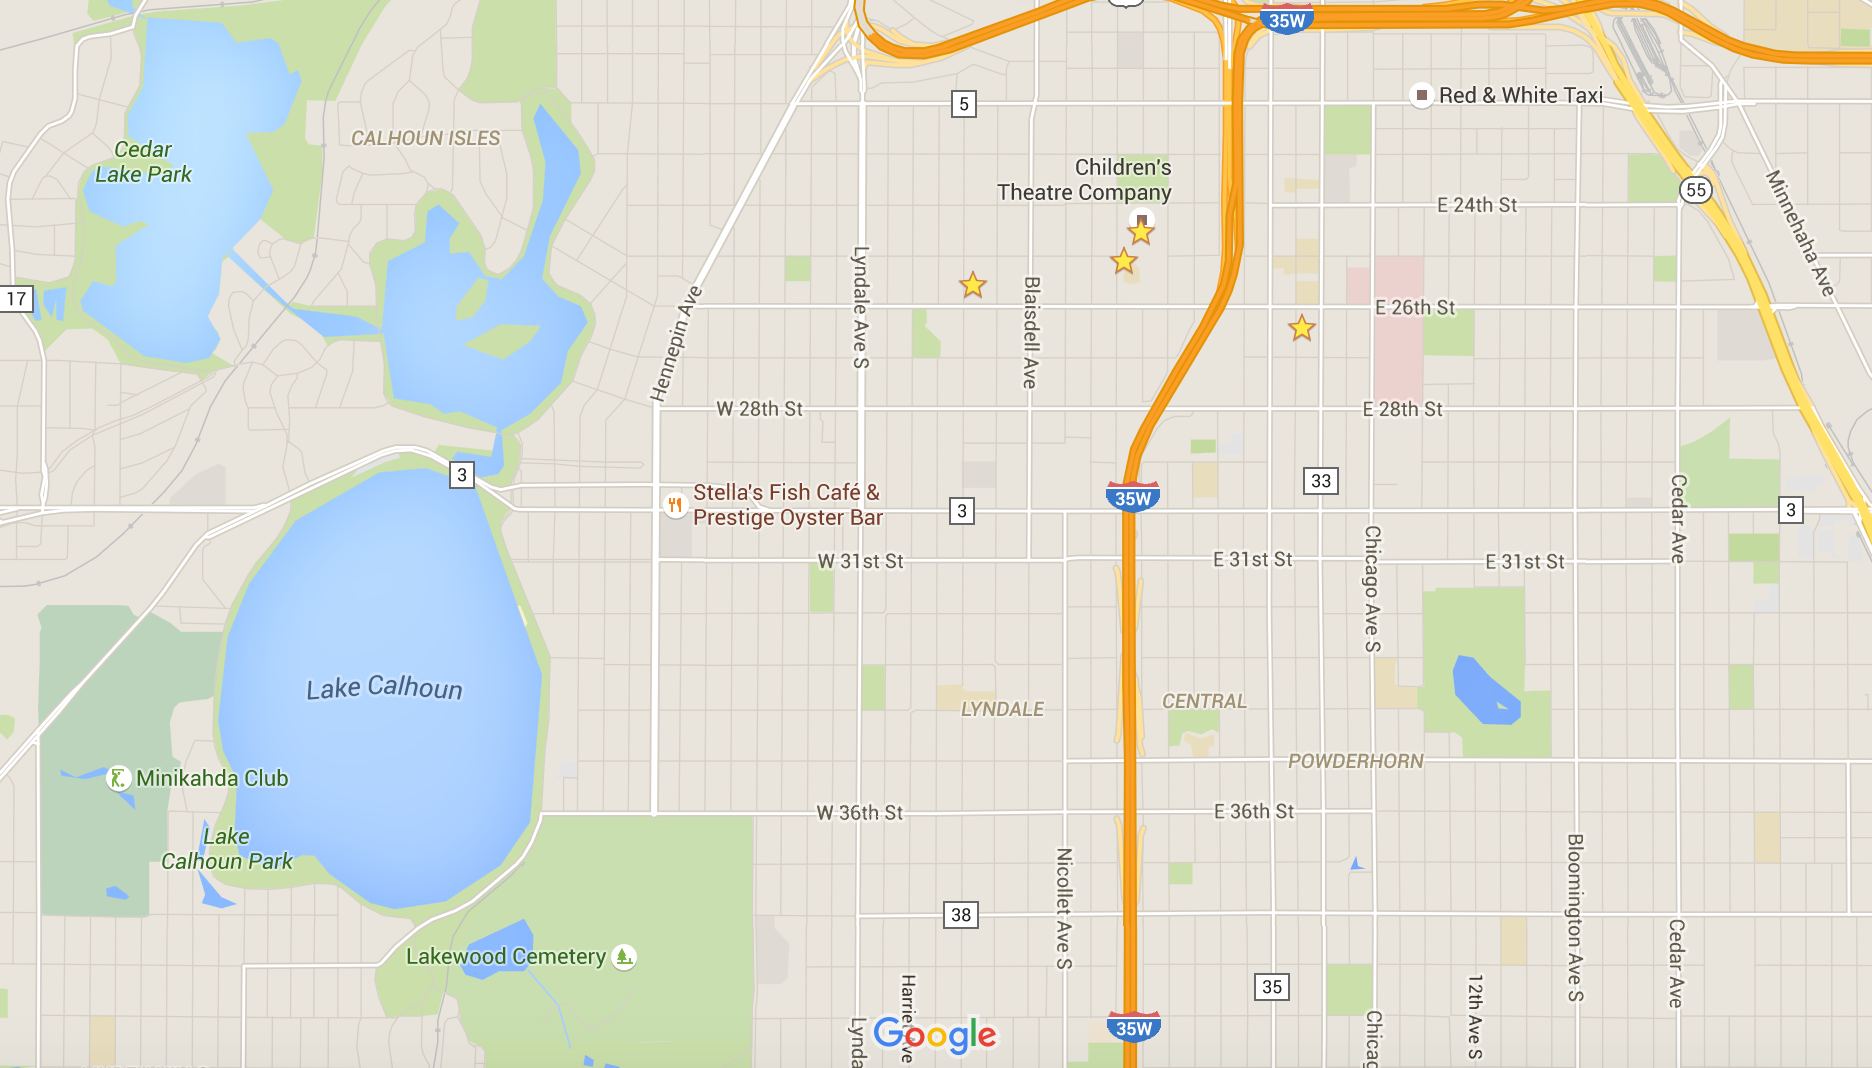 35W
5
Red & White Taxi
CALHOUN ISLES
Cedar
Lake Park
Children's
Theatre Company
55
E 24th St
Minnehaha Ave
17
Hennepin Ave
Lyndale Ave S
Blaisdell Ave
E 26th St
W 28th St
E 28th St
3
Stella's Fish Café &
Prestige Oyster Bar
3
35W
33
3
Cedar Ave
W 31st St
E 31st St
Chicago Ave S
E 31st St
Lake Calhoun
LYNDALE
CENTRAL
POWDERHORN
Minikahda Club
W 36th St
E 36th St
Lake
Calhoun Park
Nicollet Ave S
Bloomington Ave S
38
Lakewood Cemetery
Harriet Ave
35
12th Ave S
Cedar Ave
Lynda
Google
35W
Chicag